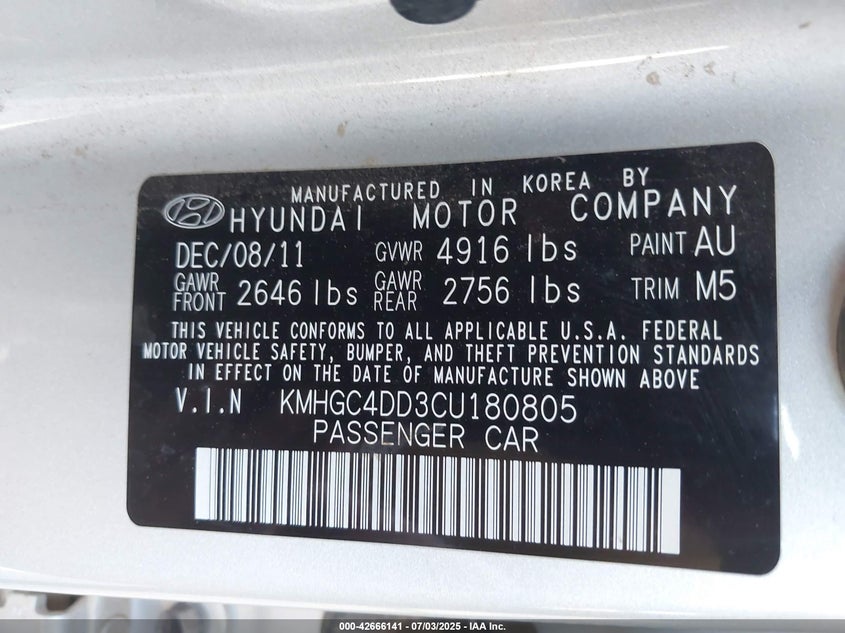 MANUFACTURED IN KOREA BY
HYUNDAI MOTOR COMPANY
DEC/08/11 GVWR 4916 lbs PAINT AU
GAWR FRONT 2646 lbs GAWR REAR 2756 lbs TRIM M5
THIS VEHICLE CONFORMS TO ALL APPLICABLE U.S.A. FEDERAL
MOTOR VEHICLE SAFETY, BUMPER, AND THEFT PREVENTION STANDARDS
IN EFFECT ON THE DATE OF MANUFACTURE SHOWN ABOVE
V.I.N KMHGC4DD3CU180805
PASSENGER CAR
000-42666141 - 07/03/2025 - IAA Inc.